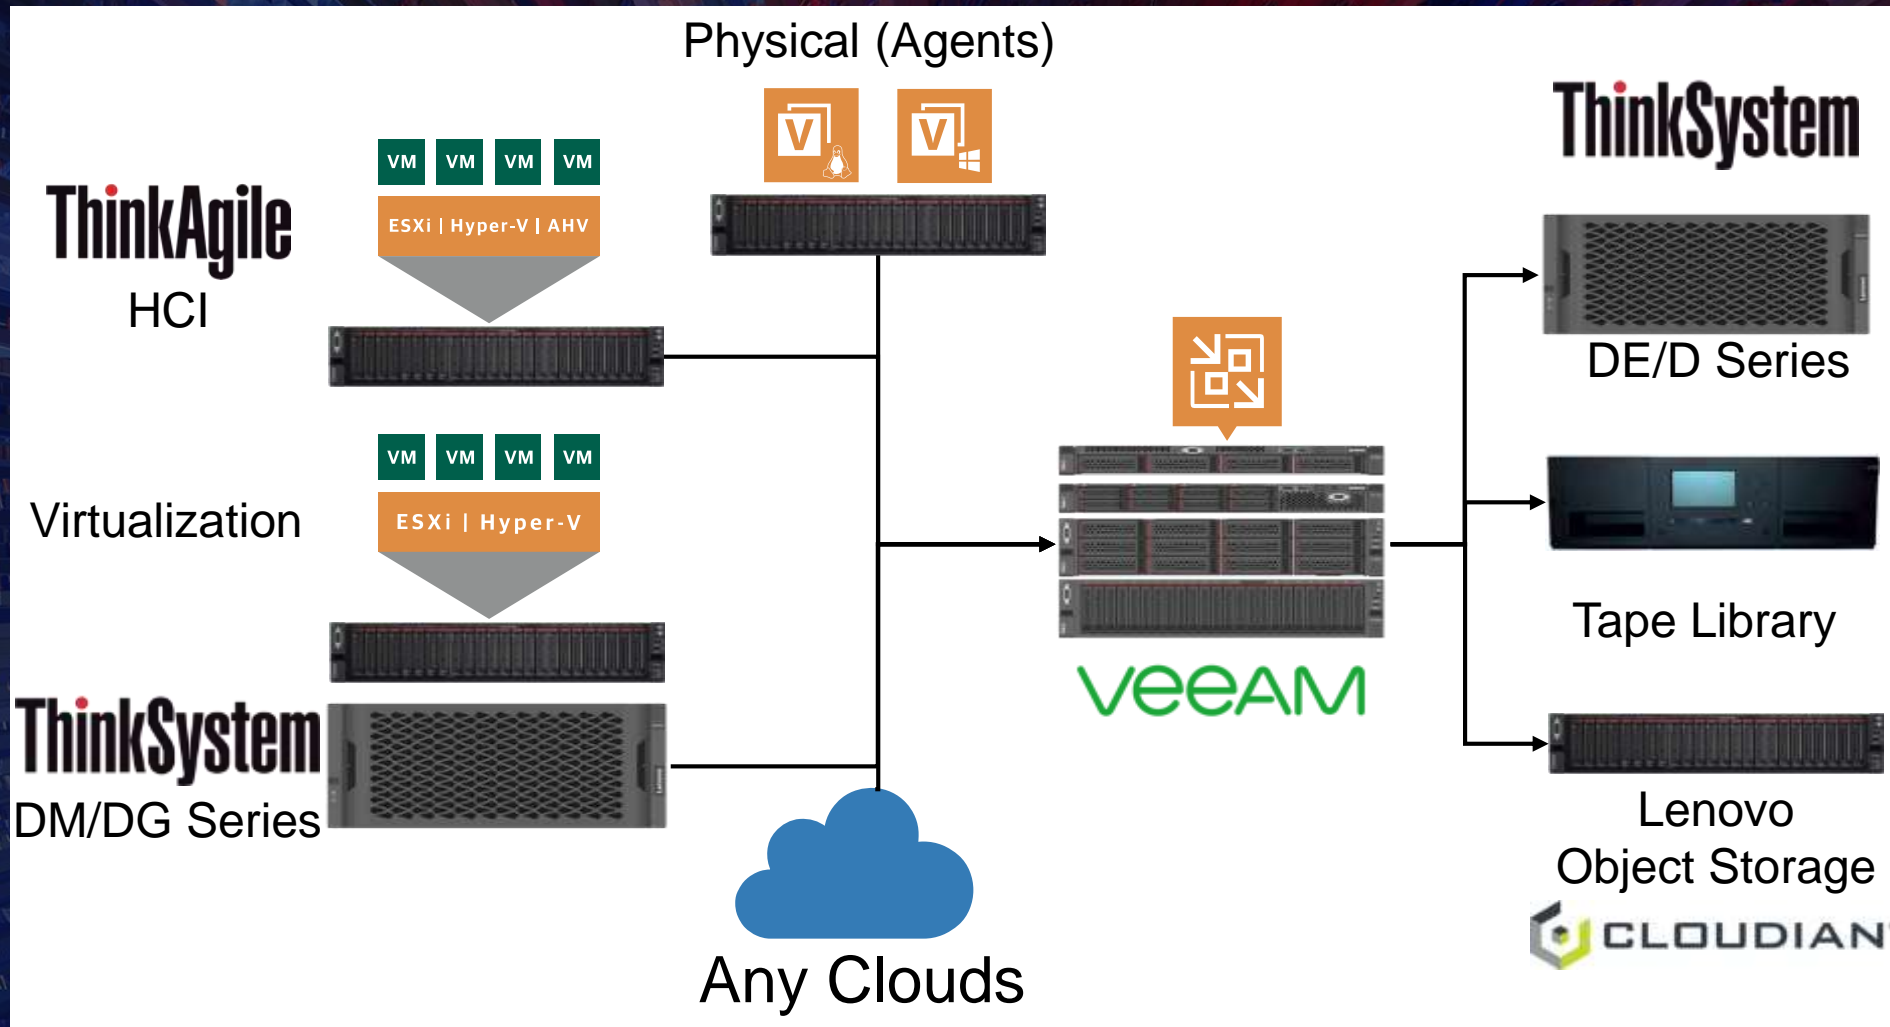 Physical (Agents)
V
V
ThinkSystem
VM VM VM VM
ThinkAgile
ESXi | Hyper-V | AHV
HCI
DE/D Series
VM VM VM VM
Virtualization
ESXi | Hyper-V
Tape Library
veeAM
ThinkSystem
DM/DG Series
Lenovo
Object Storage
CLOUDIAN
Any Clouds